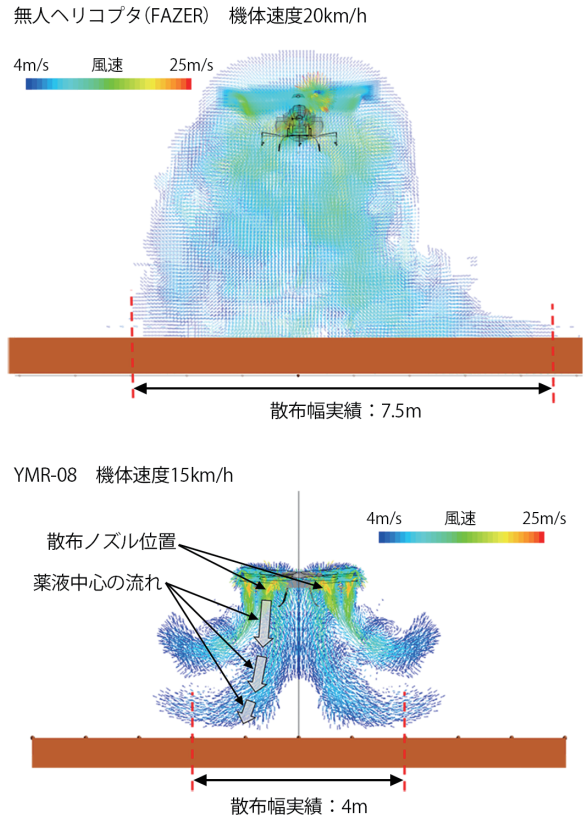 無人ヘリコプタ(FAZER) 機体速度20km/h
4m/s 風速 25m/s
散布幅実績：7.5m
YMR-08 機体速度15km/h
4m/s 風速 25m/s
散布ノズル位置
薬液中心の流れ
散布幅実績：4m